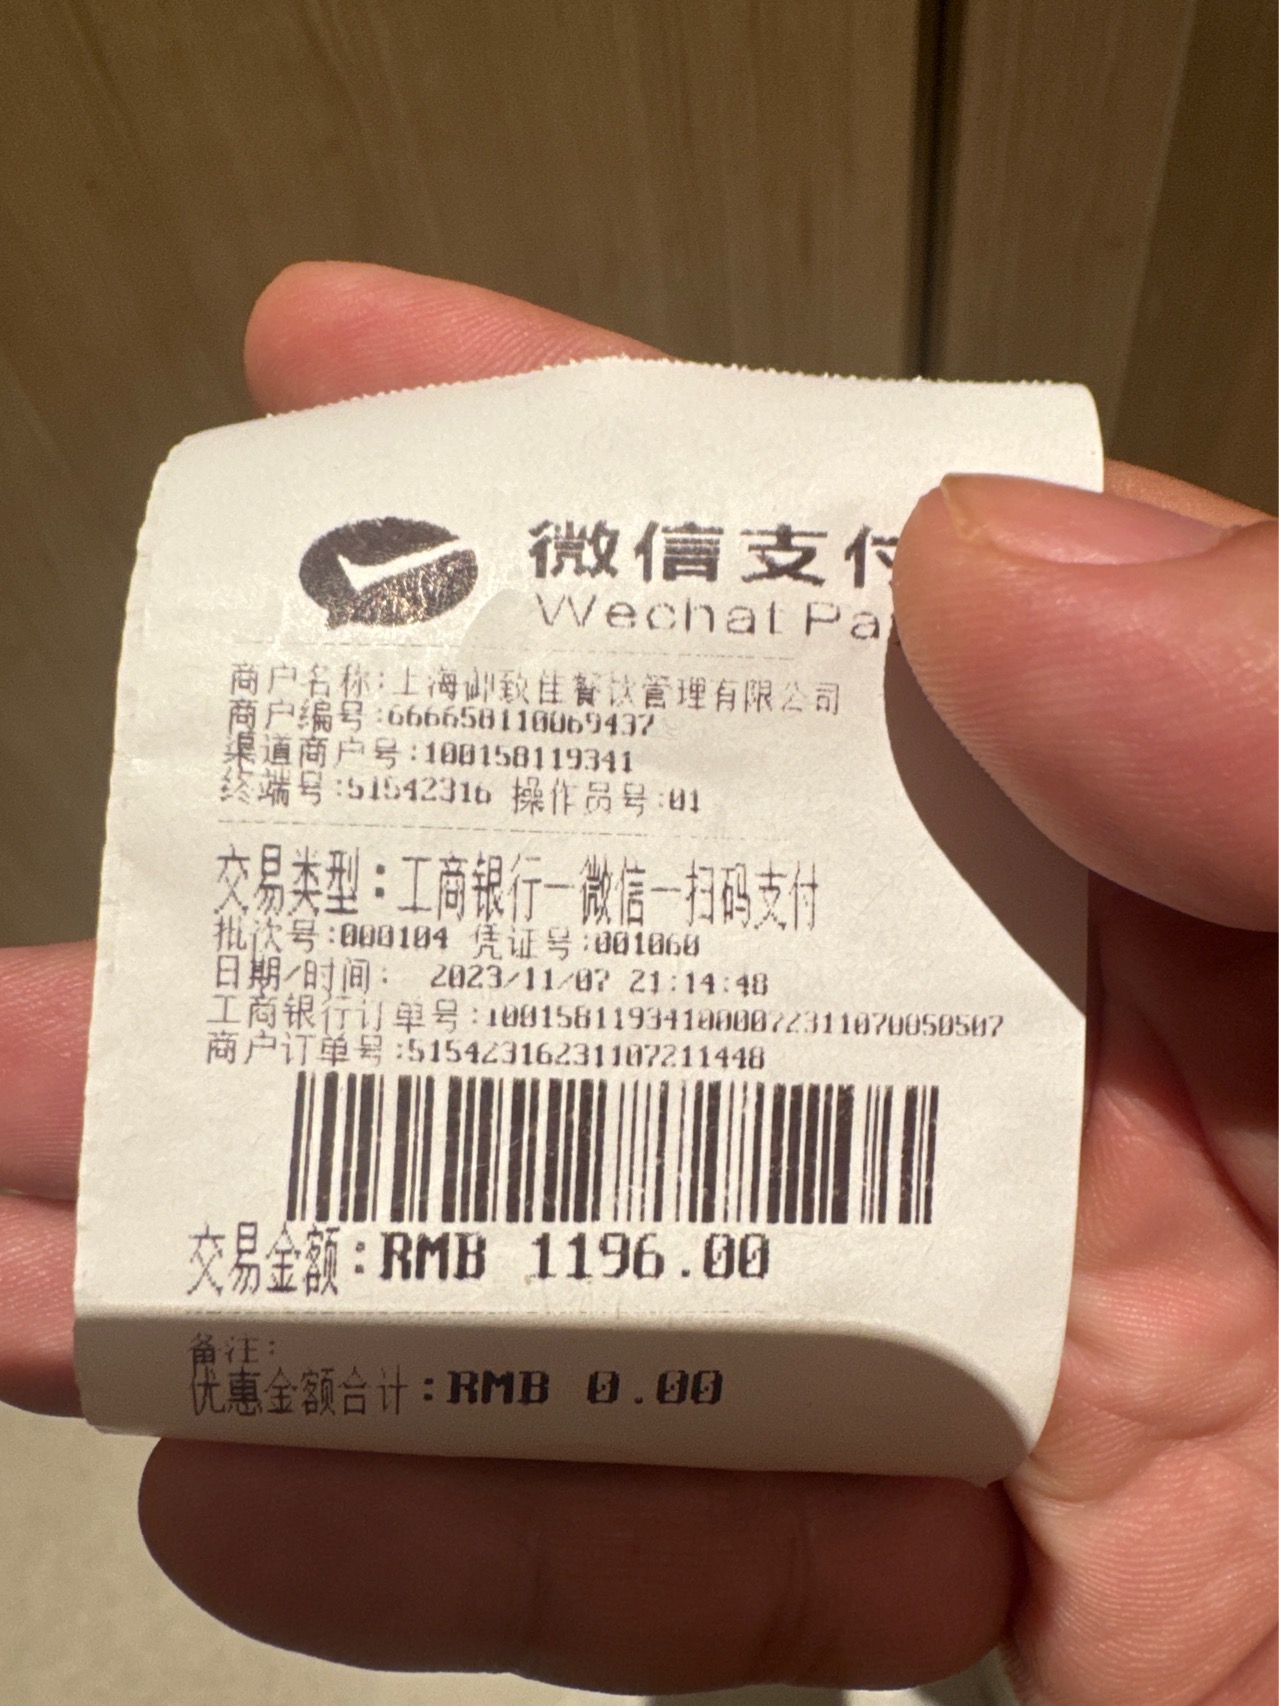 微信支付
Wechat Pa
商户名称:上海御致佳餐饮管理有限公司
商户编号:666658110069437
渠道商户号:100158119341
终端号:51542316 操作员号:01
交易类型:工商银行—微信—扫码支付
批次号:000104 凭证号:001060
日期/时间: 2023/11/07 21:14:48
工商银行订单号:10015811934100007223110700​50507
商户订单号:51542316231107211448
交易金额:RMB 1196.00
备注:
优惠金额合计:RMB 0.00